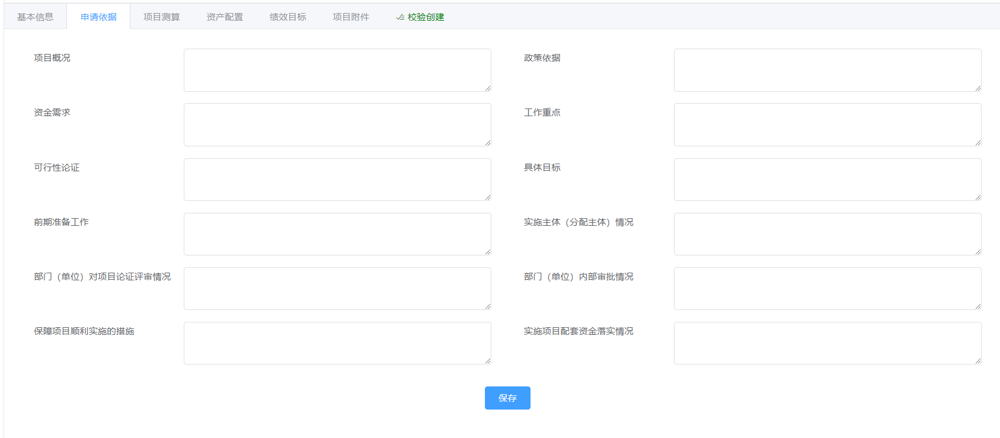 基本信息 申请依据 项目测算 资产配置 绩效目标 项目附件 校验创建
项目概况 政策依据
资金需求 工作重点
可行性论证 具体目标
前期准备工作 实施主体（分配主体）情况
部门（单位）对项目论证评审情况 部门（单位）内部审批情况
保障项目顺利实施的措施 实施项目配套资金落实情况
保存